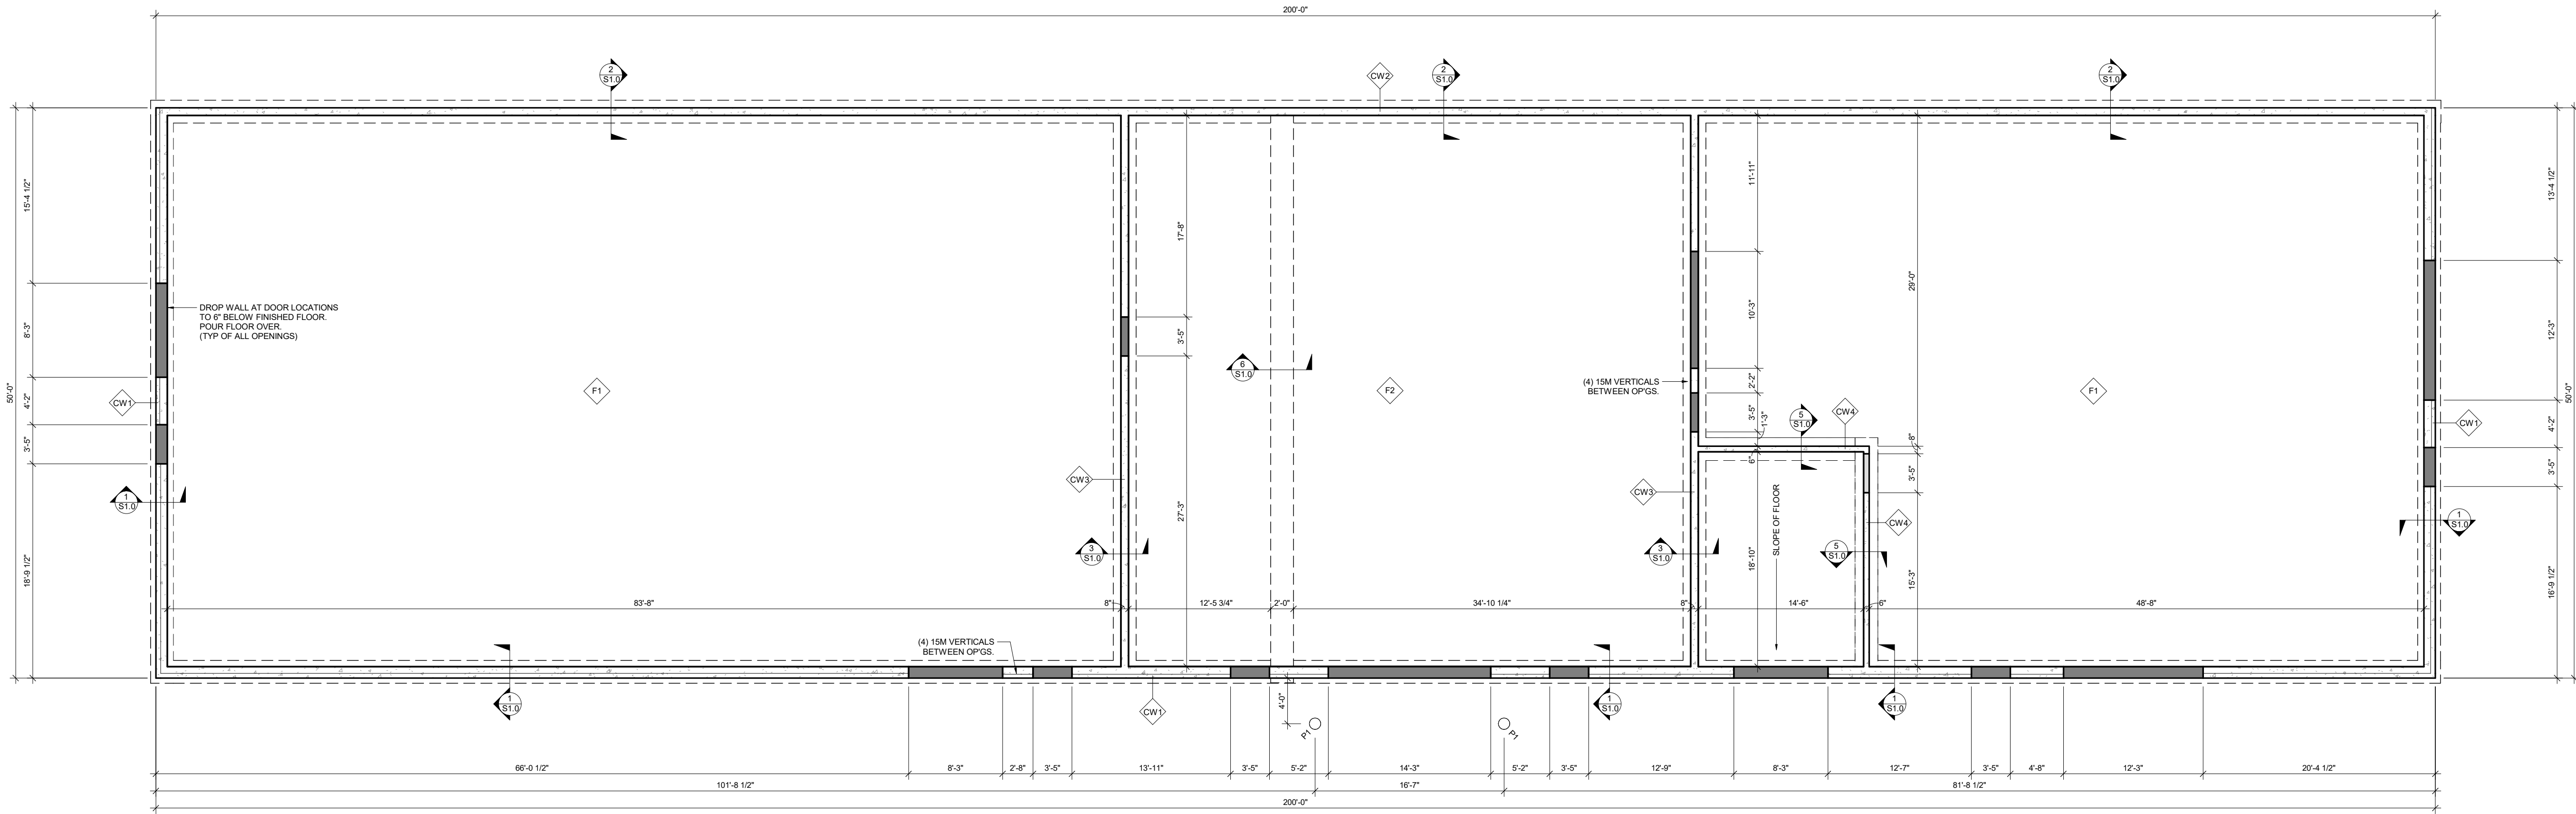 200'-0"
2
S1.0
CW2
2
S1.0
2
S1.0
50'-0"
15'-4 1/2"
8'-3"
4'-2"
3'-5"
18'-9 1/2"
CW1
1
S1.0
DROP WALL AT DOOR LOCATIONS
TO 6" BELOW FINISHED FLOOR.
POUR FLOOR OVER.
(TYP OF ALL OPENINGS)
F1
CW3
3
S1.0
17'-8"
3'-5"
27'-3"
6
S1.0
F2
(4) 15M VERTICALS
BETWEEN OP'GS.
CW3
3
S1.0
11'-11"
10'-3"
2'-2"
3'-5"
1'-3"
6"
18'-10"
SLOPE OF FLOOR
5
S1.0
CW4
5
S1.0
CW4
29'-0"
8"
3'-5"
15'-3"
F1
13'-4 1/2"
12'-3"
4'-2"
3'-5"
16'-9 1/2"
50'-0"
CW1
1
S1.0
83'-8"
8"
12'-5 3/4"
2'-0"
34'-10 1/4"
8"
14'-6"
6"
48'-8"
(4) 15M VERTICALS
BETWEEN OP'GS.
1
S1.0
CW1
4'-0"
P1
P1
1
S1.0
1
S1.0
66'-0 1/2"
8'-3"
2'-8"
3'-5"
13'-11"
3'-5"
5'-2"
14'-3"
5'-2"
3'-5"
12'-9"
8'-3"
12'-7"
3'-5"
4'-8"
12'-3"
20'-4 1/2"
101'-8 1/2"
16'-7"
81'-8 1/2"
200'-0"